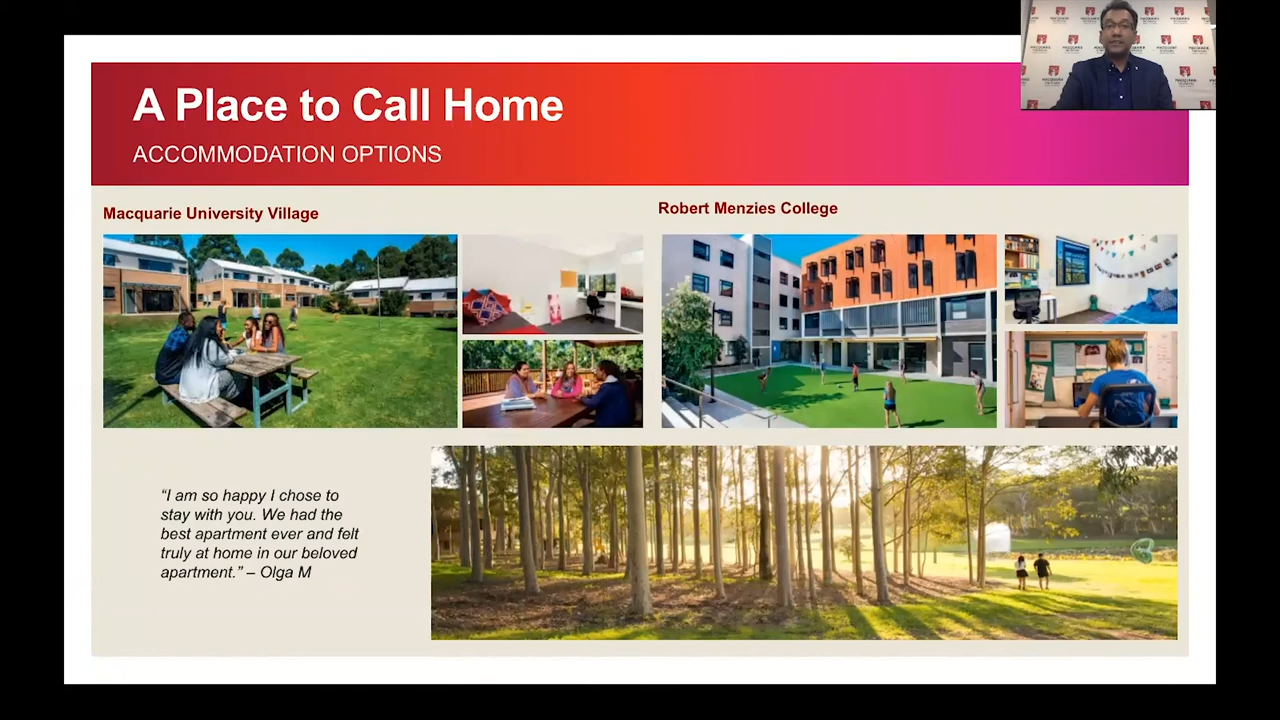 A Place to Call Home
ACCOMMODATION OPTIONS
Macquarie University Village
Robert Menzies College
“I am so happy I chose to
stay with you. We had the
best apartment ever and felt
truly at home in our beloved
apartment.” – Olga M